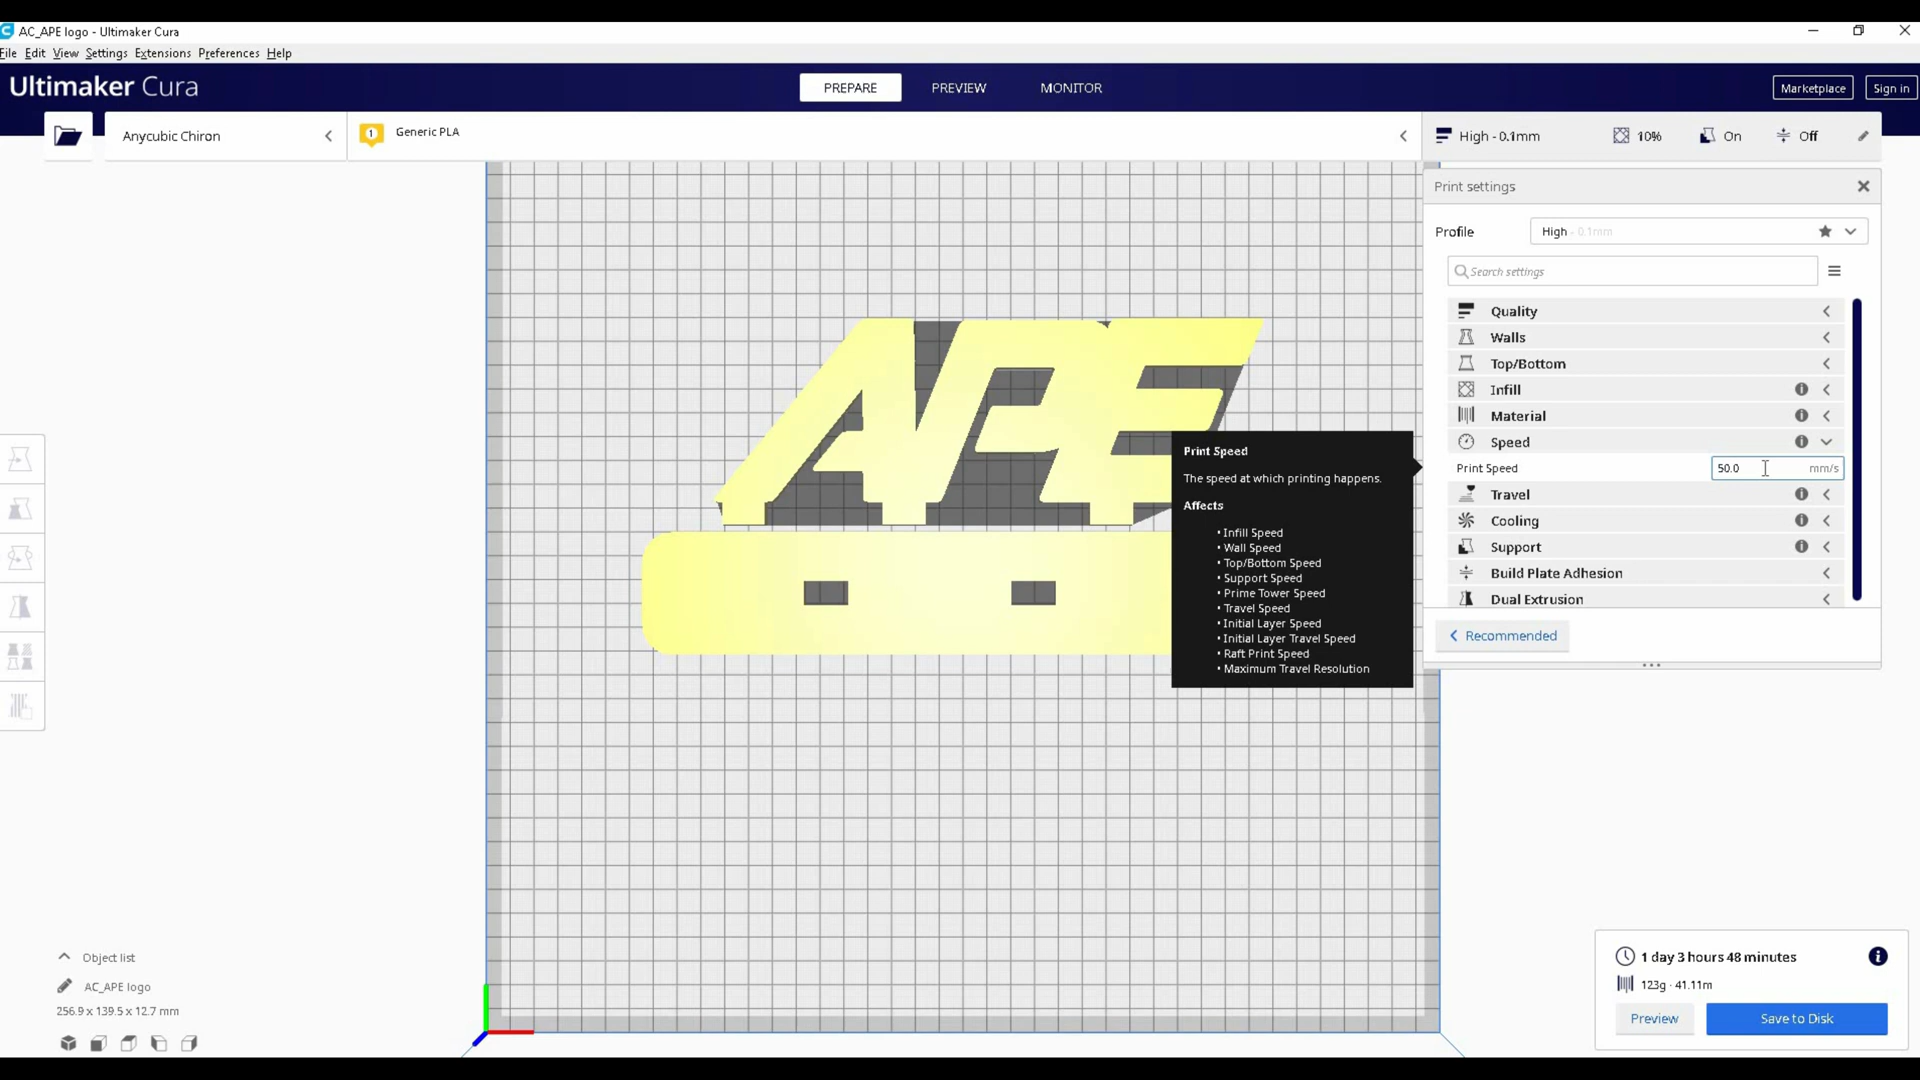 AC_APE logo - Ultimaker Cura
File Edit View Settings Extensions Preferences Help
Ultimaker Cura
PREPARE
PREVIEW
MONITOR
Marketplace
Sign in
Anycubic Chiron
1
Generic PLA
High - 0.1mm
10%
On
Off
Print settings
Profile
High - 0.1mm
Search settings
Quality
Walls
Top/Bottom
Infill
Material
Speed
Print Speed
50.0
mm/s
Travel
Cooling
Support
Build Plate Adhesion
Dual Extrusion
Recommended
APE
Print Speed
The speed at which printing happens.
Affects
• Infill Speed
• Wall Speed
• Top/Bottom Speed
• Support Speed
• Prime Tower Speed
• Travel Speed
• Initial Layer Speed
• Initial Layer Travel Speed
• Raft Print Speed
• Maximum Travel Resolution
Object list
AC_APE logo
256.9 x 139.5 x 12.7 mm
1 day 3 hours 48 minutes
123g · 41.11m
Preview
Save to Disk